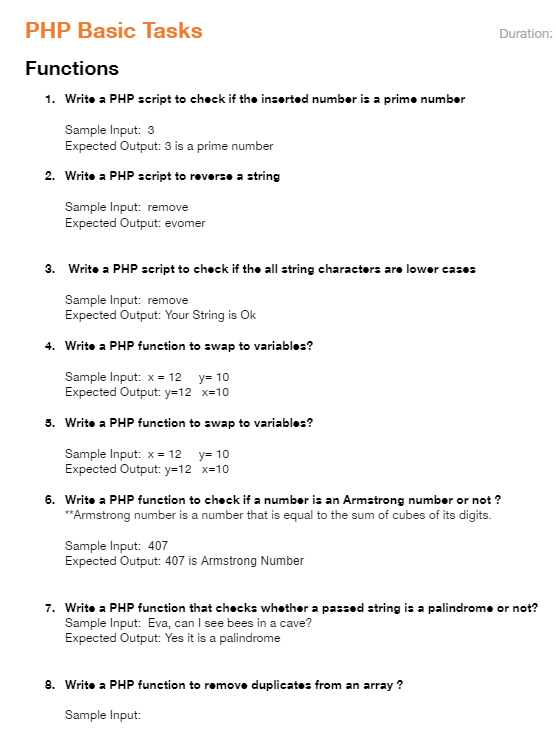 PHP Basic Tasks
Duration:
Functions
1. Write a PHP script to check if the inserted number is a prime number
Sample Input: 3
Expected Output: 3 is a prime number
2. Write a PHP script to reverse a string
Sample Input: remove
Expected Output: evomer
3. Write a PHP script to check if the all string characters are lower cases
Sample Input: remove
Expected Output: Your String is Ok
4. Write a PHP function to swap to variables?
Sample Input: x = 12 y= 10
Expected Output: y=12 x=10
5. Write a PHP function to swap to variables?
Sample Input: x = 12 y= 10
Expected Output: y=12 x=10
6. Write a PHP function to check if a number is an Armstrong number or not ?
**Armstrong number is a number that is equal to the sum of cubes of its digits.
Sample Input: 407
Expected Output: 407 is Armstrong Number
7. Write a PHP function that checks whether a passed string is a palindrome or not?
Sample Input: Eva, can I see bees in a cave?
Expected Output: Yes it is a palindrome
8. Write a PHP function to remove duplicates from an array ?
Sample Input: